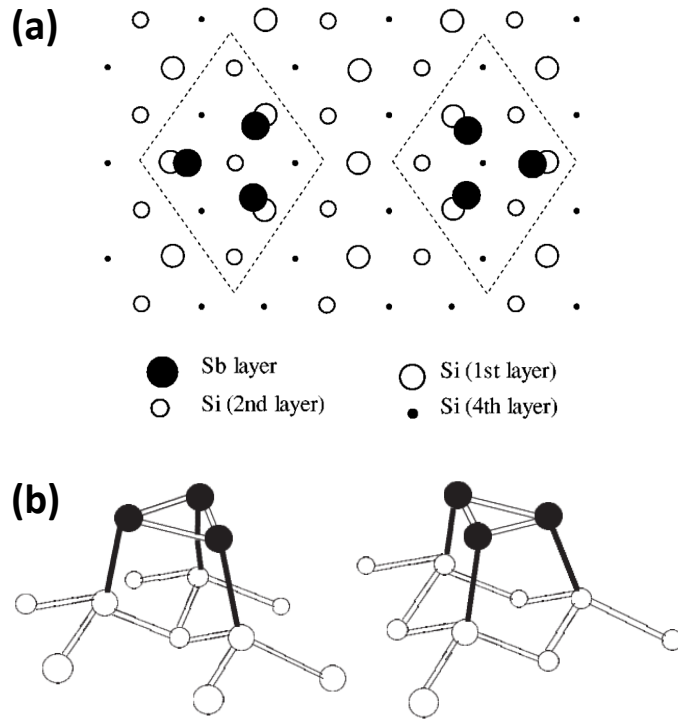 (a)
Sb layer
Si (1st layer)
Si (2nd layer)
Si (4th layer)
(b)